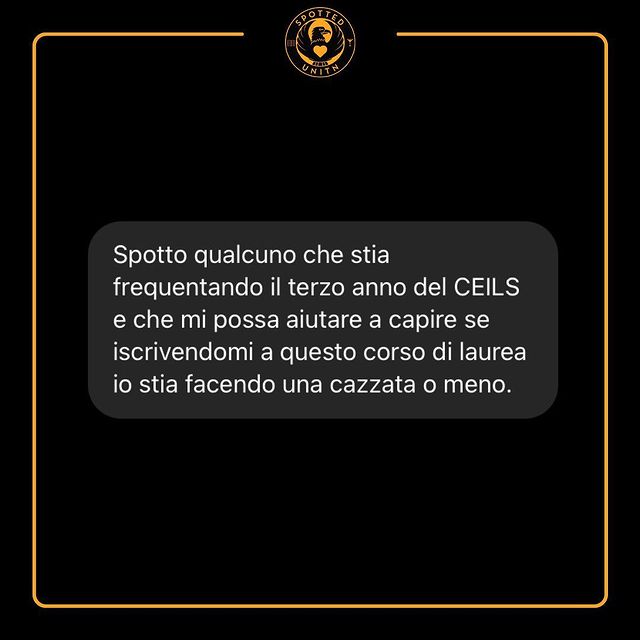 SPOTTED
UNITN
Spotto qualcuno che stia
frequentando il terzo anno del CEILS
e che mi possa aiutare a capire se
iscrivendomi a questo corso di laurea
io stia facendo una cazzata o meno.